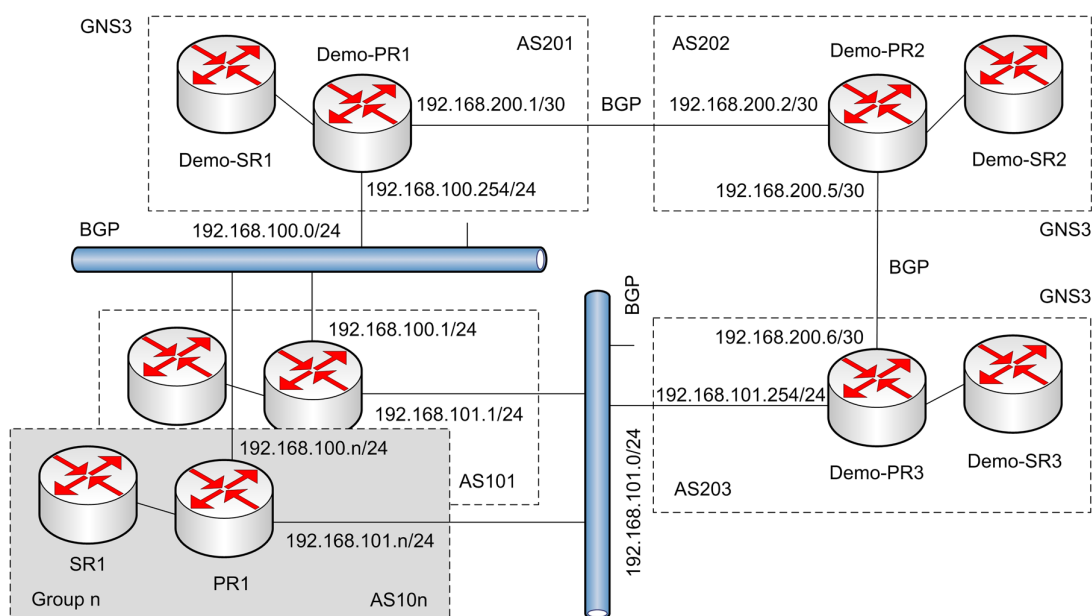 GNS3
AS201
Demo-PR1
Demo-SR1
192.168.200.1/30
BGP
192.168.200.2/30
AS202
Demo-PR2
Demo-SR2
192.168.100.254/24
192.168.200.5/30
GNS3
BGP
192.168.100.0/24
BGP
GNS3
BGP
192.168.100.1/24
192.168.200.6/30
192.168.101.1/24
192.168.101.254/24
192.168.100.n/24
AS101
192.168.101.0/24
Demo-PR3
Demo-SR3
AS203
192.168.101.n/24
SR1
PR1
Group n
AS10n